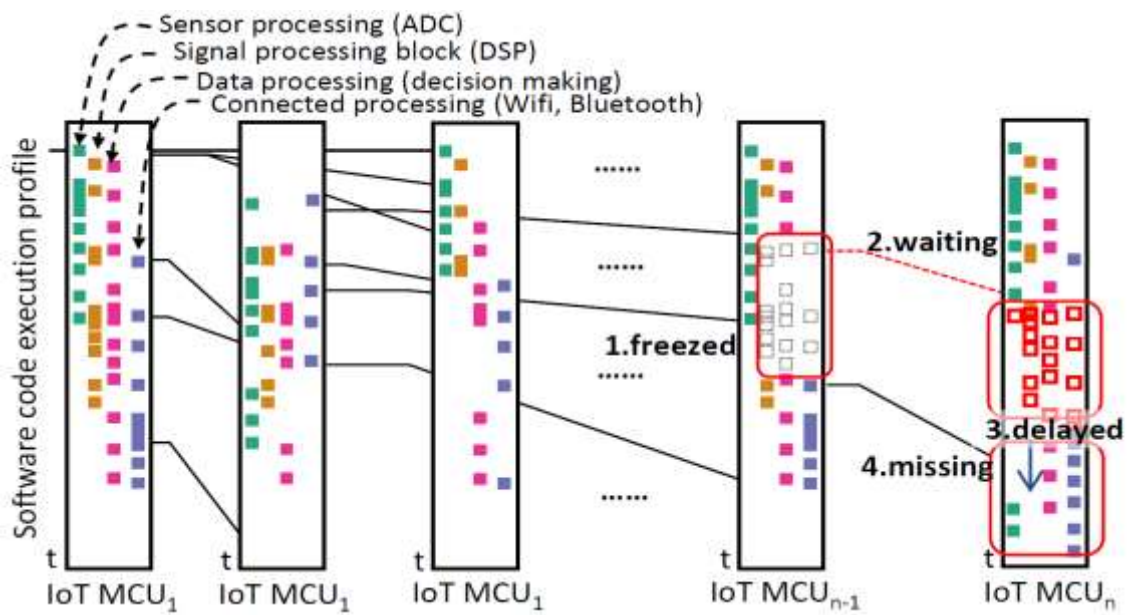 Sensor processing (ADC)
Signal processing block (DSP)
Data processing (decision making)
Connected processing (Wifi, Bluetooth)
Software code execution profile
......
......
......
......
1.freezed
2.waiting
3.delayed
4.missing
t
t
t
t
t
IoT MCU1
IoT MCU1
IoT MCU1
IoT MCUn-1
IoT MCUn